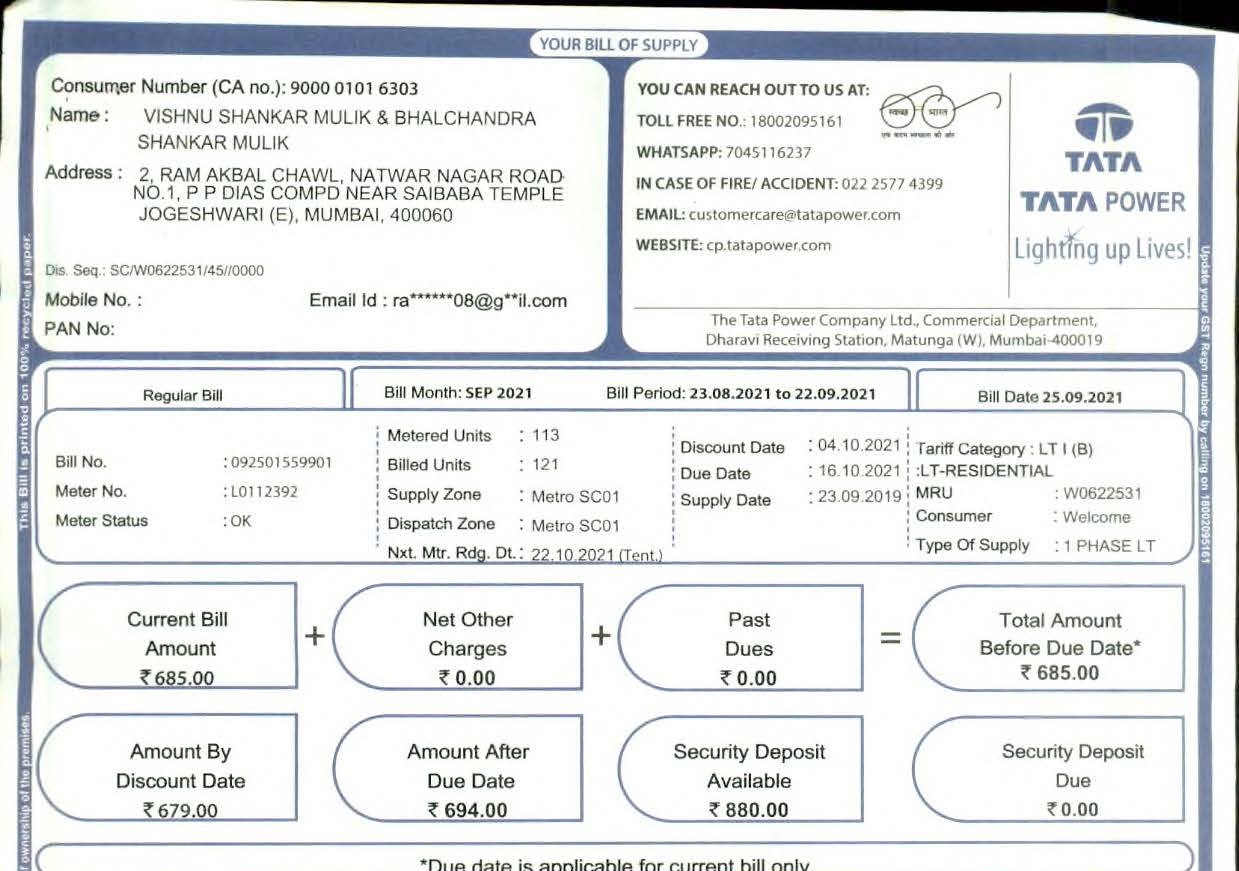 YOUR BILL OF SUPPLY
Consumer Number (CA no.): 9000 0101 6303
Name : VISHNU SHANKAR MULIK & BHALCHANDRA
SHANKAR MULIK
Address : 2, RAM AKBAL CHAWL, NATWAR NAGAR ROAD
NO.1, P P DIAS COMPD NEAR SAIBABA TEMPLE
JOGESHWARI (E), MUMBAI, 400060
Dis. Seq.: SC/W0622531/45//0000
Mobile No. : Email Id : ra******08@g**il.com
PAN No:
YOU CAN REACH OUT TO US AT:
TOLL FREE NO.: 18002095161
WHATSAPP: 7045116237
IN CASE OF FIRE/ ACCIDENT: 022 2577 4399
EMAIL: customercare@tatapower.com
WEBSITE: cp.tatapower.com
स्वच्छ भारत
एक कदम स्वच्छता की ओर
TATA
TATA POWER
Lighting up Lives!
The Tata Power Company Ltd., Commercial Department,
Dharavi Receiving Station, Matunga (W), Mumbai-400019
This Bill is printed on 100% recycled paper.
Update your GST Regn number by calling on 18002095161
Regular Bill
Bill Month: SEP 2021 Bill Period: 23.08.2021 to 22.09.2021
Bill Date 25.09.2021
Bill No. : 092501559901
Meter No. : L0112392
Meter Status : OK
Metered Units : 113
Billed Units : 121
Supply Zone : Metro SC01
Dispatch Zone : Metro SC01
Nxt. Mtr. Rdg. Dt.: 22.10.2021 (Tent.)
Discount Date : 04.10.2021
Due Date : 16.10.2021
Supply Date : 23.09.2019
Tariff Category : LT I (B)
:LT-RESIDENTIAL
MRU : W0622531
Consumer : Welcome
Type Of Supply : 1 PHASE LT
Current Bill
Amount
₹ 685.00
+
Net Other
Charges
₹ 0.00
+
Past
Dues
₹ 0.00
=
Total Amount
Before Due Date*
₹ 685.00
Amount By
Discount Date
₹ 679.00
Amount After
Due Date
₹ 694.00
Security Deposit
Available
₹ 880.00
Security Deposit
Due
₹ 0.00
f ownership of the premises.
*Due date is applicable for current bill only